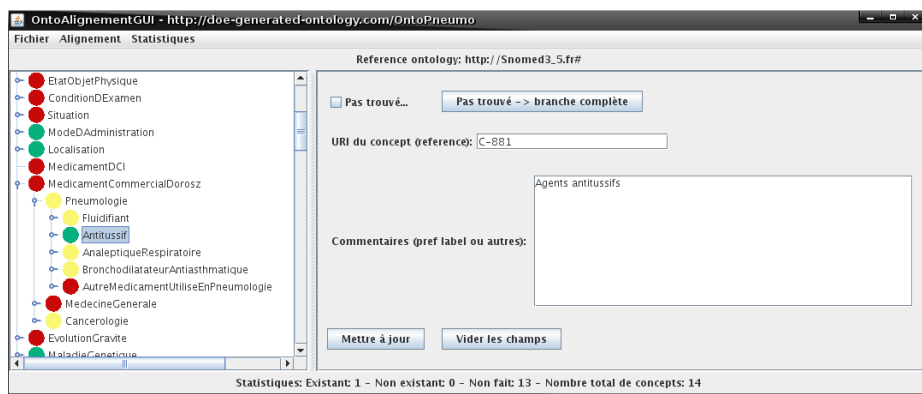 OntoAlignementGUI - http://doe-generated-ontology.com/OntoPneumo
Fichier Alignement Statistiques
Reference ontology: http://Snomed3_5.fr#
EtatObjetPhysique
ConditionDExamen
Situation
ModeDAdministration
Localisation
MedicamentDCI
MedicamentCommercialDorosz
Pneumologie
Fluidifiant
Antitussif
AnaleptiqueRespiratoire
BronchodilatateurAntiasthmatique
AutreMedicamentUtiliseEnPneumologie
MedecineGenerale
Cancerologie
EvolutionGravite
MaladieGenetique
Pas trouvé...
Pas trouvé -> branche complète
URI du concept (reference): C-881
Commentaires (pref label ou autres):
Agents antitussifs
Mettre à jour
Vider les champs
Statistiques: Existant: 1 - Non existant: 0 - Non fait: 13 - Nombre total de concepts: 14